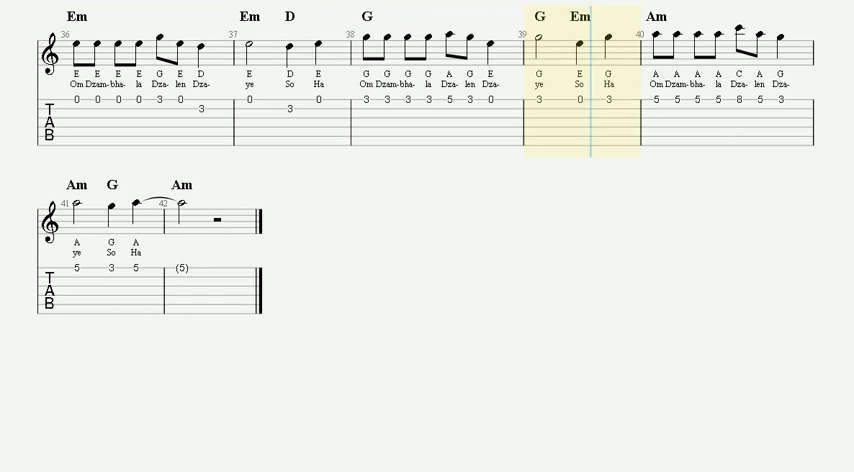 Em Em D G G Em Am
36 37 38 39 40
E E E E G E D E D E G G G G A G E G E G A A A A C A G
Om Dzam-bha- la Dza- len Dza- ye So Ha Om Dzam-bha- la Dza- len Dza- ye So Ha Om Dzam-bha- la Dza- len Dza-
0 0 0 0 3 0 3 0 3 0 3 3 3 3 5 3 0 3 0 3 5 5 5 5 8 5 3
T
A
B
Am G Am
41 42
A G A
ye So Ha
5 3 5 (5)
T
A
B